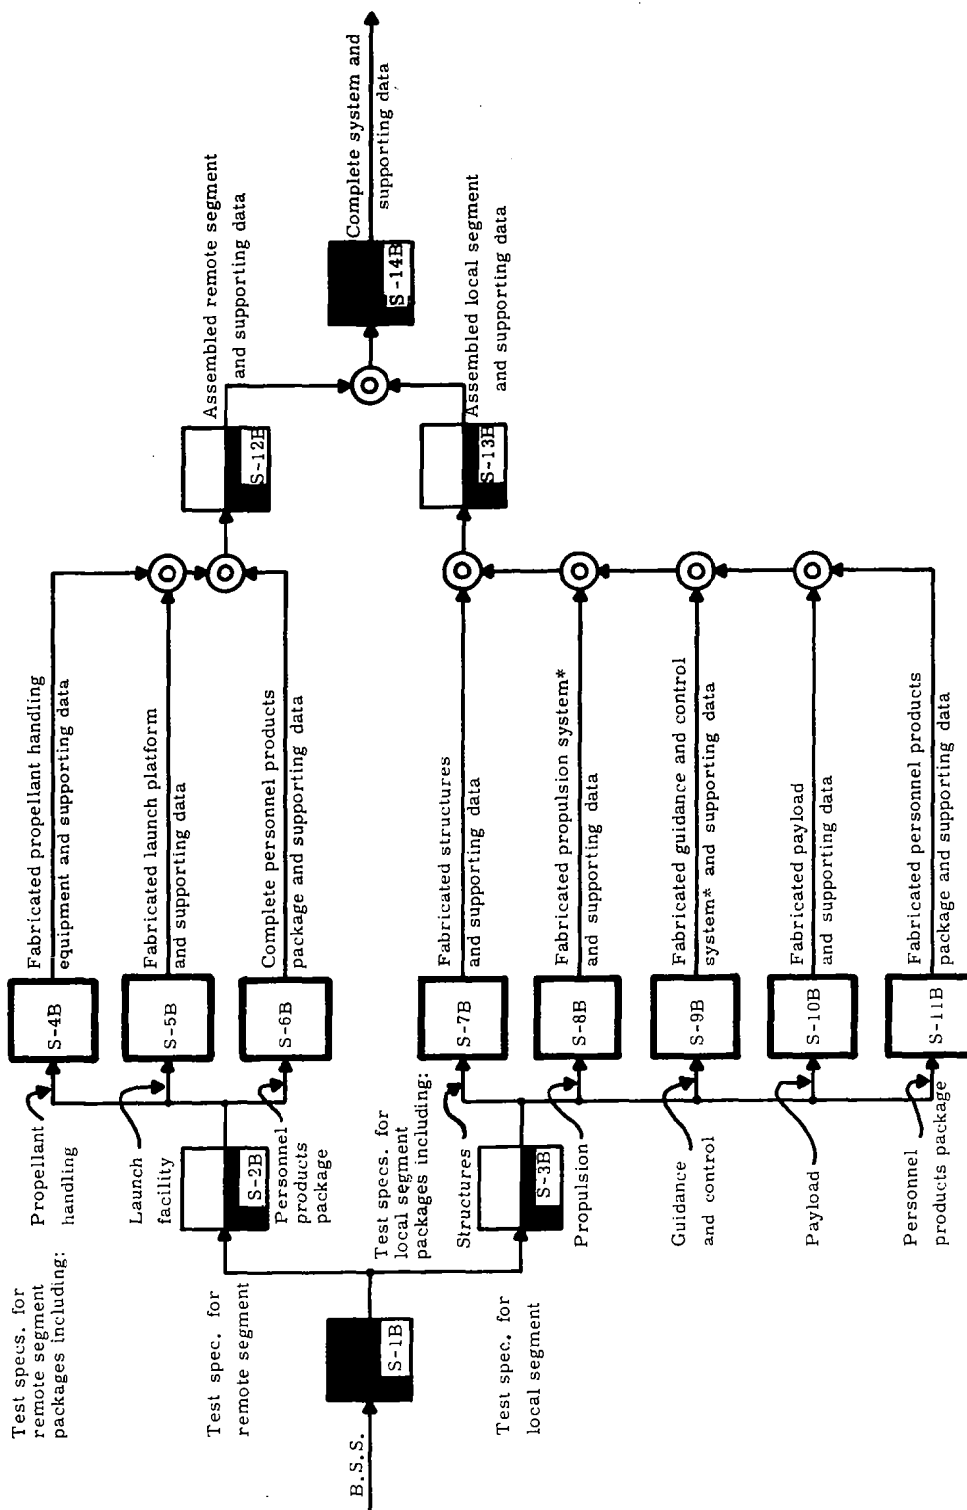 B.S.S.
S-1B
Test spec. for
remote segment
Test spec. for
local segment
Test specs. for
remote segment
packages including:
S-2B
Propellant
handling
Launch
facility
Personnel
products
package
Test specs. for
local segment
packages including:
S-3B
Structures
Propulsion
Guidance
and control
Payload
Personnel
products package
S-4B
Fabricated propellant handling
equipment and supporting data
S-5B
Fabricated launch platform
and supporting data
S-6B
Complete personnel products
package and supporting data
S-7B
Fabricated structures
and supporting data
S-8B
Fabricated propulsion system*
and supporting data
S-9B
Fabricated guidance and control
system* and supporting data
S-10B
Fabricated payload
and supporting data
S-11B
Fabricated personnel products
package and supporting data
S-12B
Assembled remote segment
and supporting data
S-13B
Assembled local segment
and supporting data
S-14B
Complete system and
supporting data